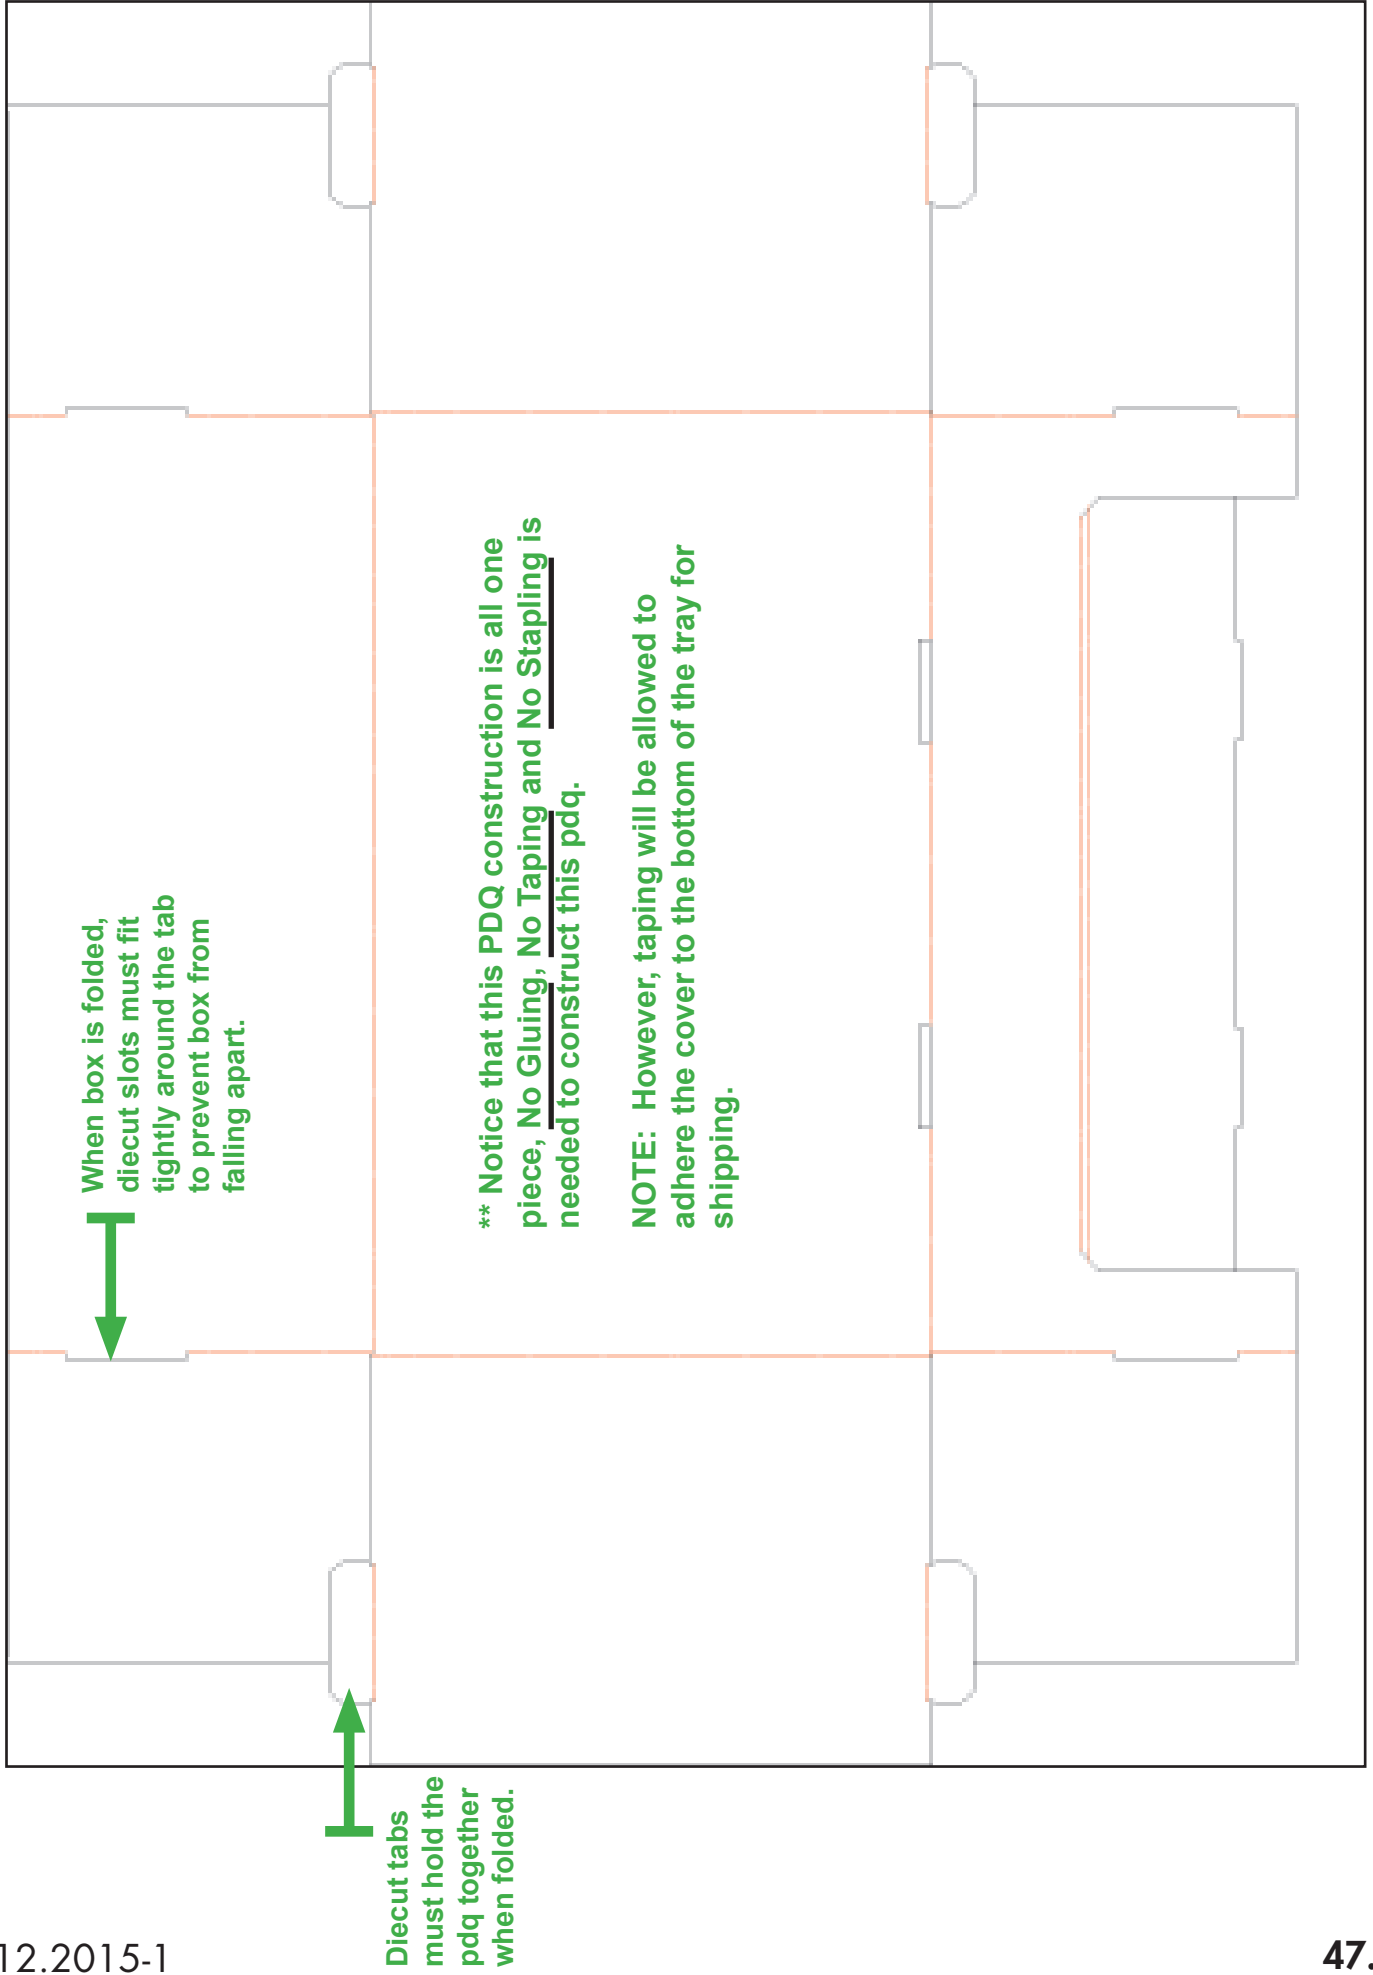 When box is folded,
diecut slots must fit
tightly around the tab
to prevent box from
falling apart.
** Notice that this PDQ construction is all one
piece, No Gluing, No Taping and No Stapling is
needed to construct this pdq.
NOTE:  However, taping will be allowed to
adhere the cover to the bottom of the tray for
shipping.
Diecut tabs
must hold the
pdq together
when folded.
12.2015-1
47.